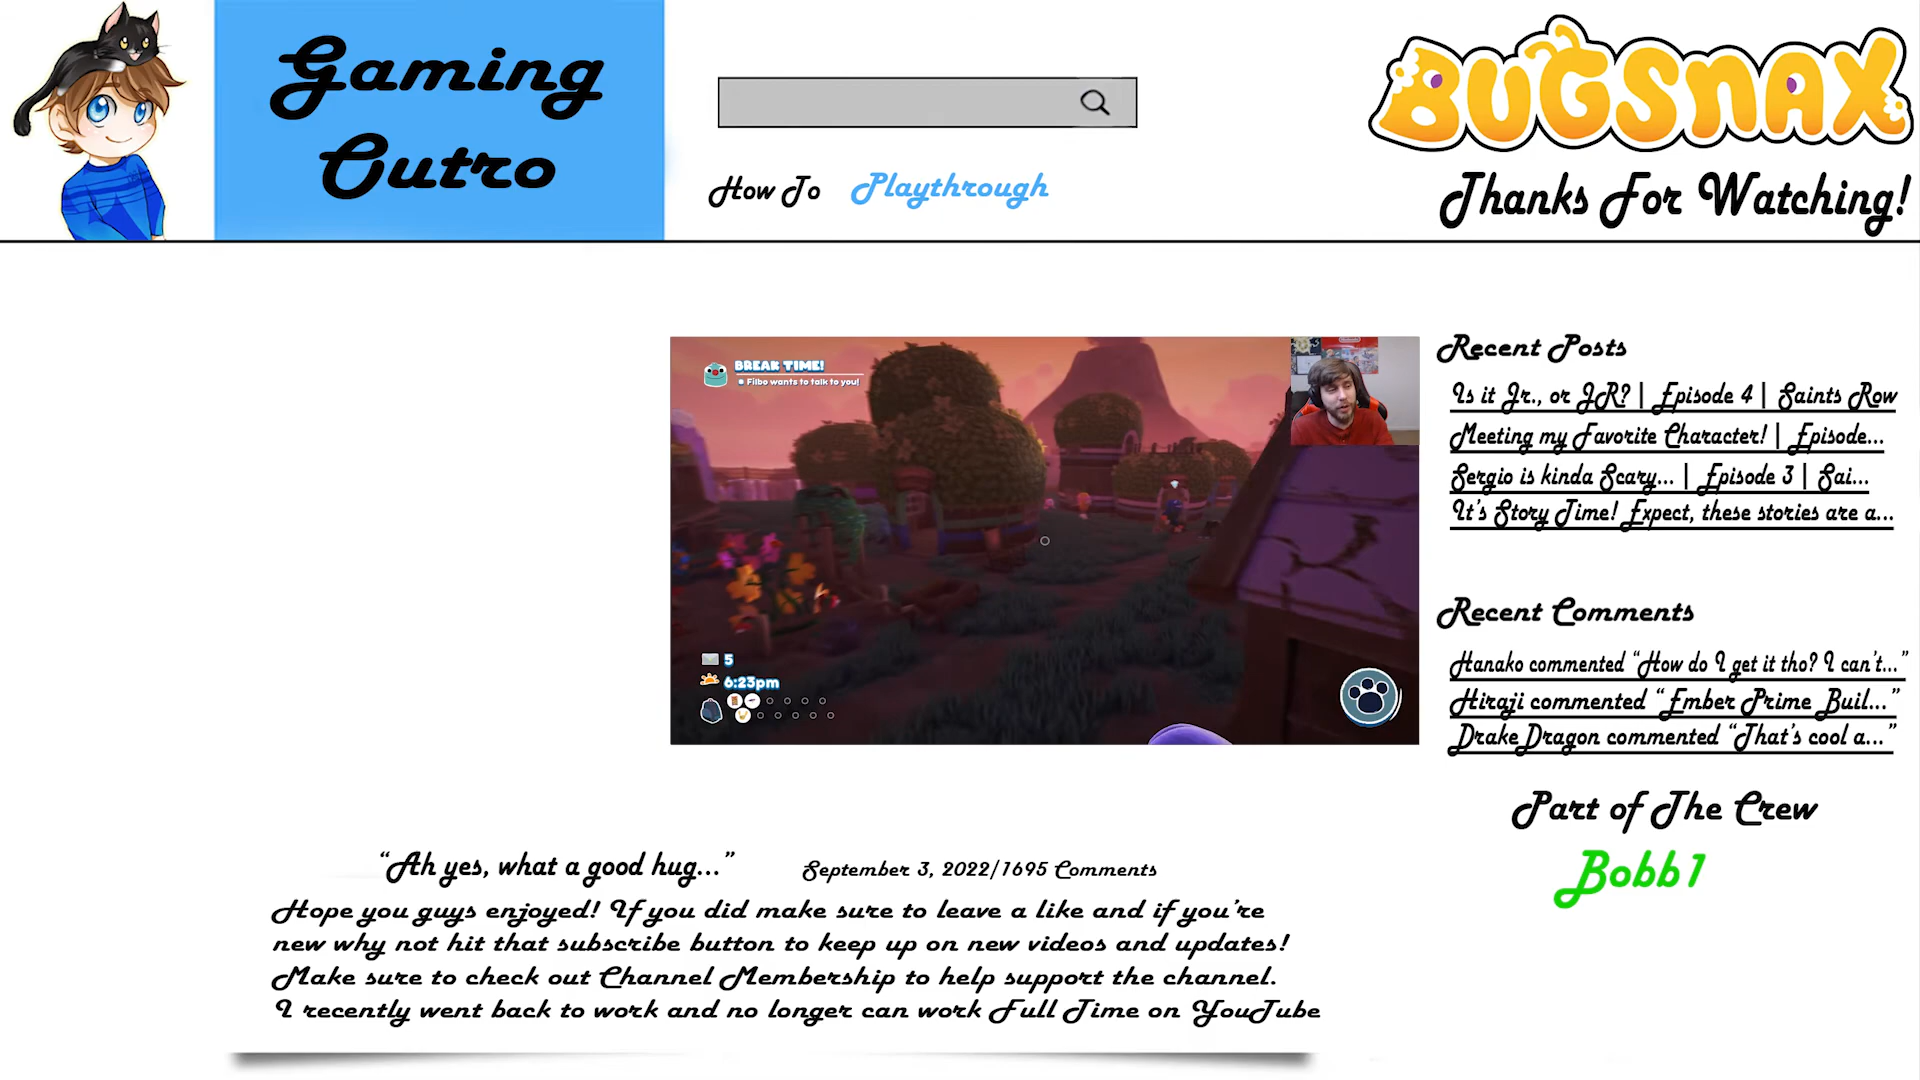 Gaming
Outro
How To
Playthrough
BUGSNAX
Thanks For Watching!
BREAK TIME!
Filbo wants to talk to you!
5
6:23pm
Recent Posts
Is it Jr., or JR? | Episode 4 | Saints Row
Meeting my Favorite Character! | Episode...
Sergio is kinda Scary... | Episode 3 | Sai...
It's Story Time! Expect, these stories are a...
Recent Comments
Hanako commented “How do I get it tho? I can't...”
Hiraji commented “Ember Prime Buil...”
DrakeDragon commented “That's cool a...”
Part of The Crew
Bobb1
“Ah yes, what a good hug...”
September 3, 2022/1695 Comments
Hope you guys enjoyed! If you did make sure to leave a like and if you're
new why not hit that subscribe button to keep up on new videos and updates!
Make sure to check out Channel Membership to help support the channel.
I recently went back to work and no longer can work Full Time on YouTube